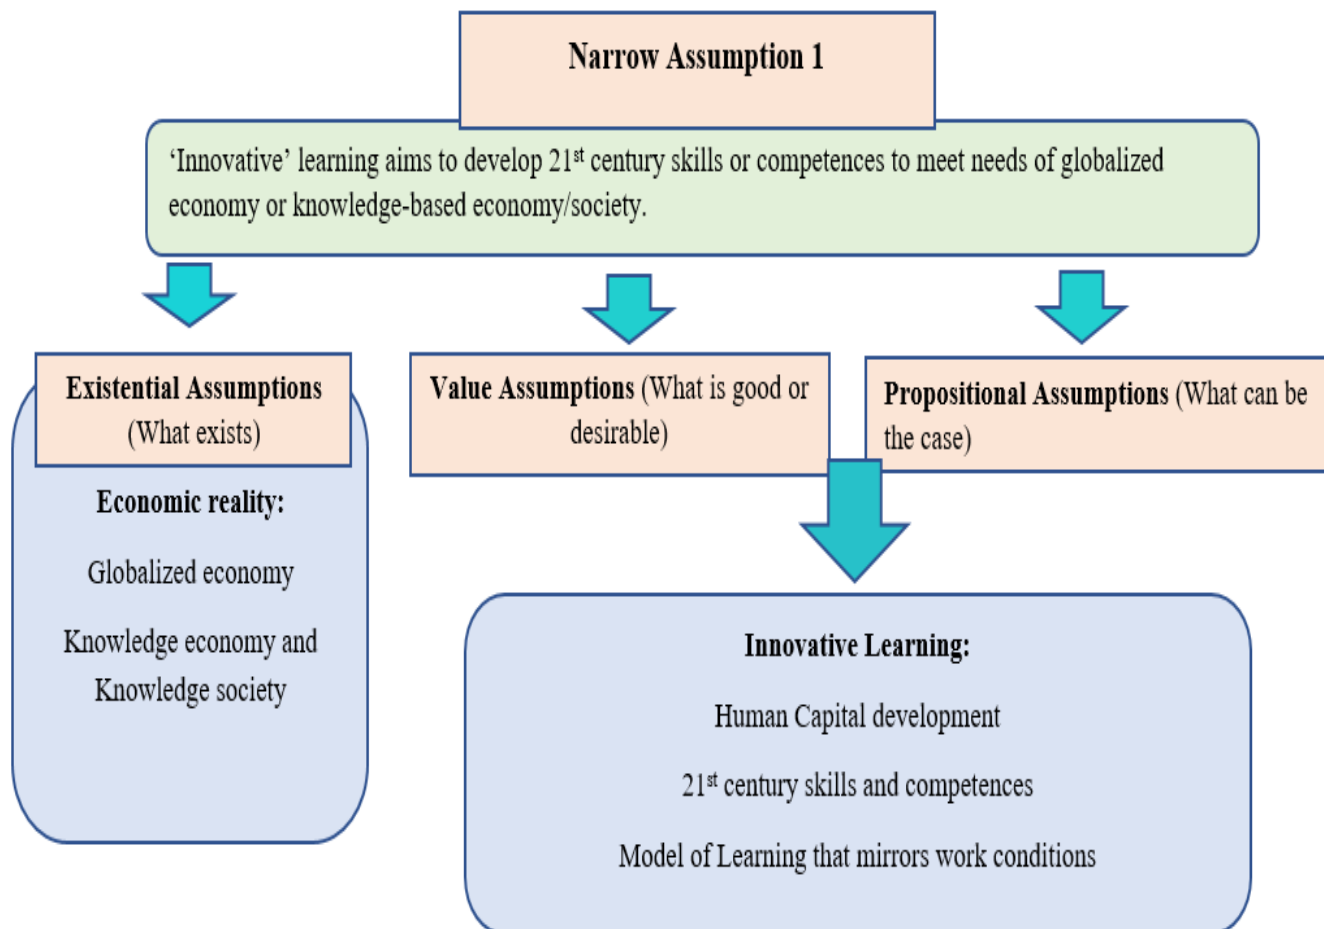 Narrow Assumption 1
‘Innovative’ learning aims to develop 21st century skills or competences to meet needs of globalized
economy or knowledge-based economy/society.
Existential Assumptions
(What exists)
Economic reality:
Globalized economy
Knowledge economy and
Knowledge society
Value Assumptions (What is good or
desirable)
Propositional Assumptions (What can be
the case)
Innovative Learning:
Human Capital development
21st century skills and competences
Model of Learning that mirrors work conditions